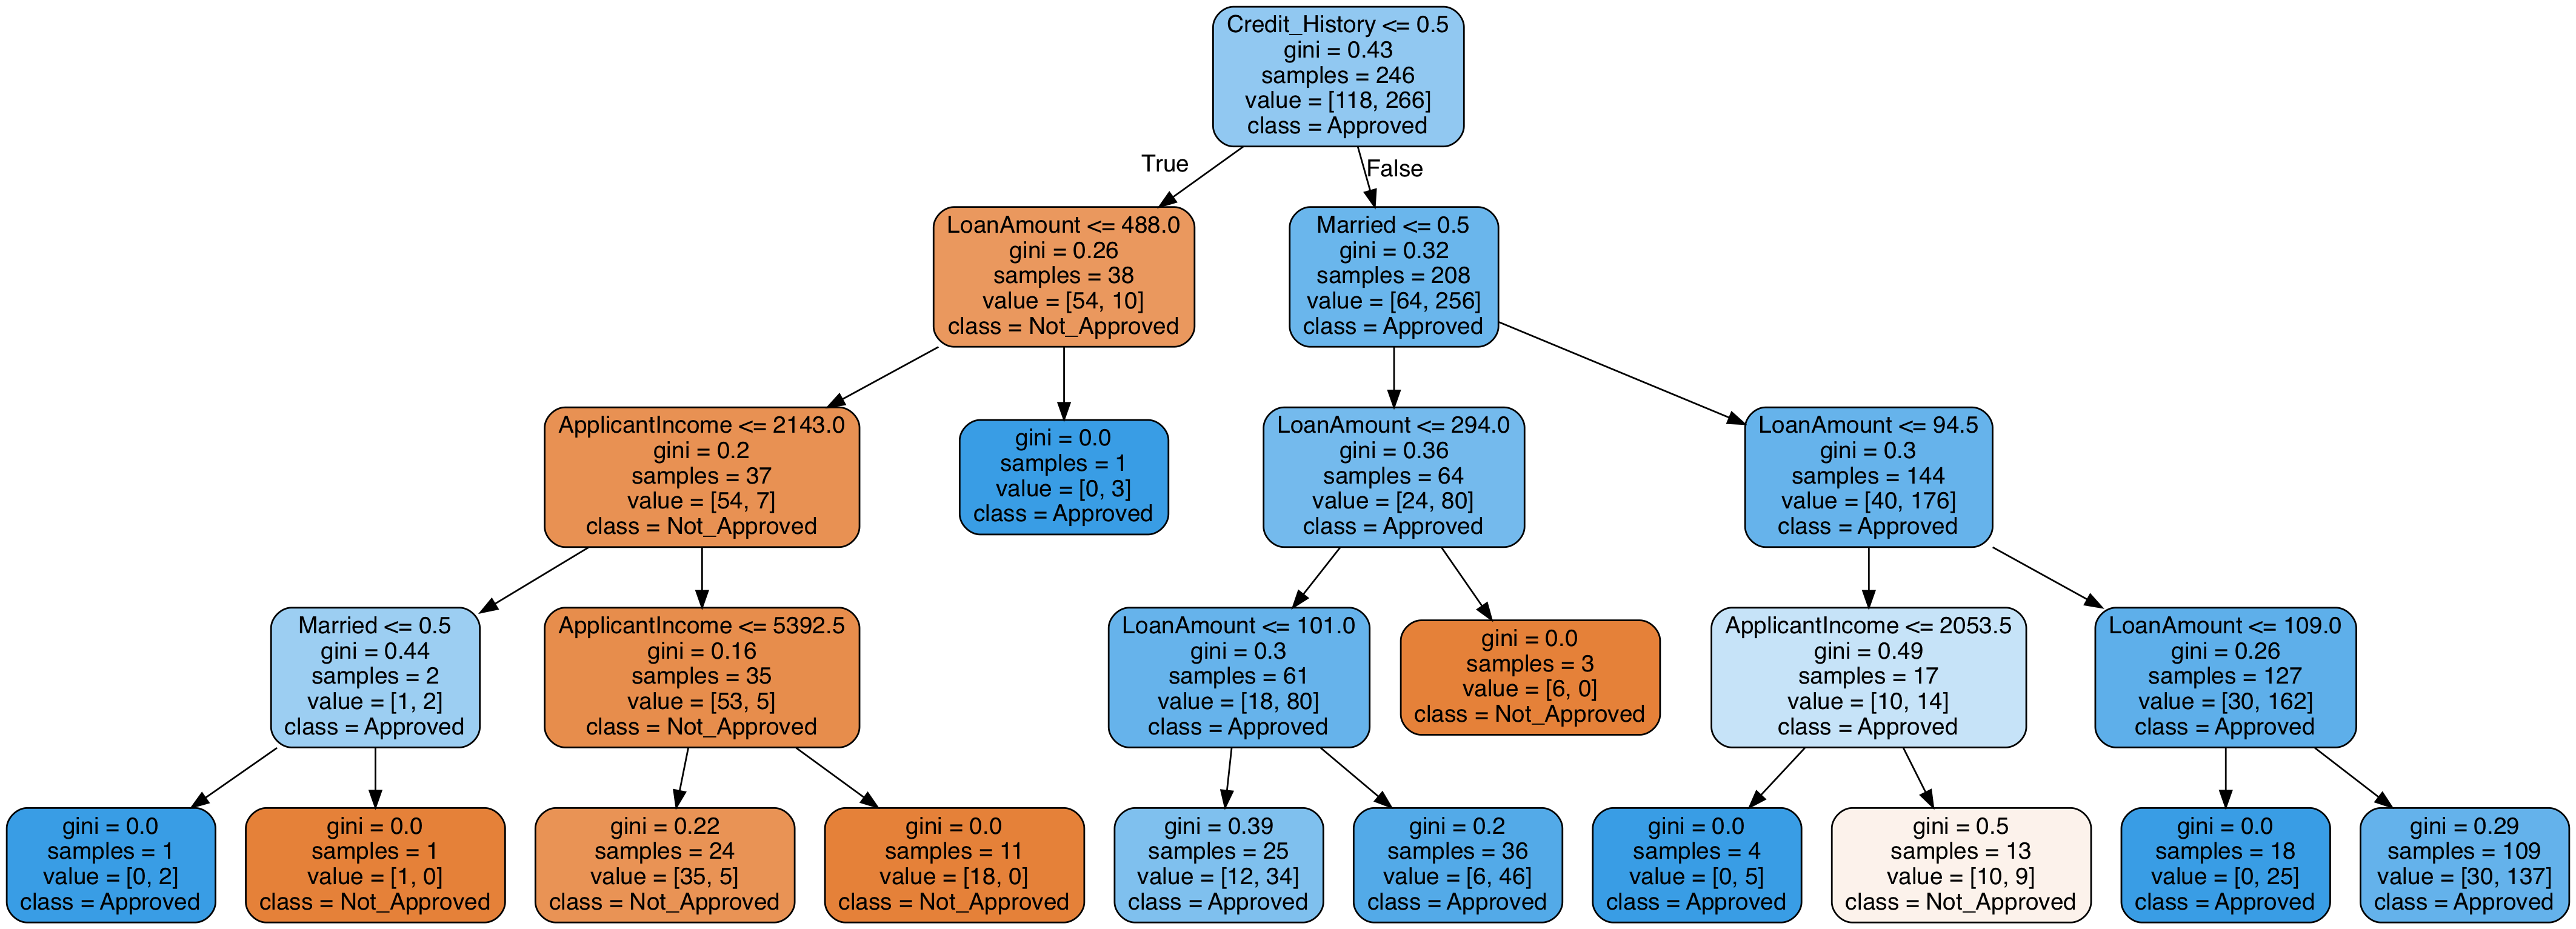 Credit_History <= 0.5
gini = 0.43
samples = 246
value = [118, 266]
class = Approved
True
False
LoanAmount <= 488.0
gini = 0.26
samples = 38
value = [54, 10]
class = Not_Approved
Married <= 0.5
gini = 0.32
samples = 208
value = [64, 256]
class = Approved
ApplicantIncome <= 2143.0
gini = 0.2
samples = 37
value = [54, 7]
class = Not_Approved
gini = 0.0
samples = 1
value = [0, 3]
class = Approved
LoanAmount <= 294.0
gini = 0.36
samples = 64
value = [24, 80]
class = Approved
LoanAmount <= 94.5
gini = 0.3
samples = 144
value = [40, 176]
class = Approved
Married <= 0.5
gini = 0.44
samples = 2
value = [1, 2]
class = Approved
ApplicantIncome <= 5392.5
gini = 0.16
samples = 35
value = [53, 5]
class = Not_Approved
LoanAmount <= 101.0
gini = 0.3
samples = 61
value = [18, 80]
class = Approved
gini = 0.0
samples = 3
value = [6, 0]
class = Not_Approved
ApplicantIncome <= 2053.5
gini = 0.49
samples = 17
value = [10, 14]
class = Approved
LoanAmount <= 109.0
gini = 0.26
samples = 127
value = [30, 162]
class = Approved
gini = 0.0
samples = 1
value = [0, 2]
class = Approved
gini = 0.0
samples = 1
value = [1, 0]
class = Not_Approved
gini = 0.22
samples = 24
value = [35, 5]
class = Not_Approved
gini = 0.0
samples = 11
value = [18, 0]
class = Not_Approved
gini = 0.39
samples = 25
value = [12, 34]
class = Approved
gini = 0.2
samples = 36
value = [6, 46]
class = Approved
gini = 0.0
samples = 4
value = [0, 5]
class = Approved
gini = 0.5
samples = 13
value = [10, 9]
class = Not_Approved
gini = 0.0
samples = 18
value = [0, 25]
class = Approved
gini = 0.29
samples = 109
value = [30, 137]
class = Approved